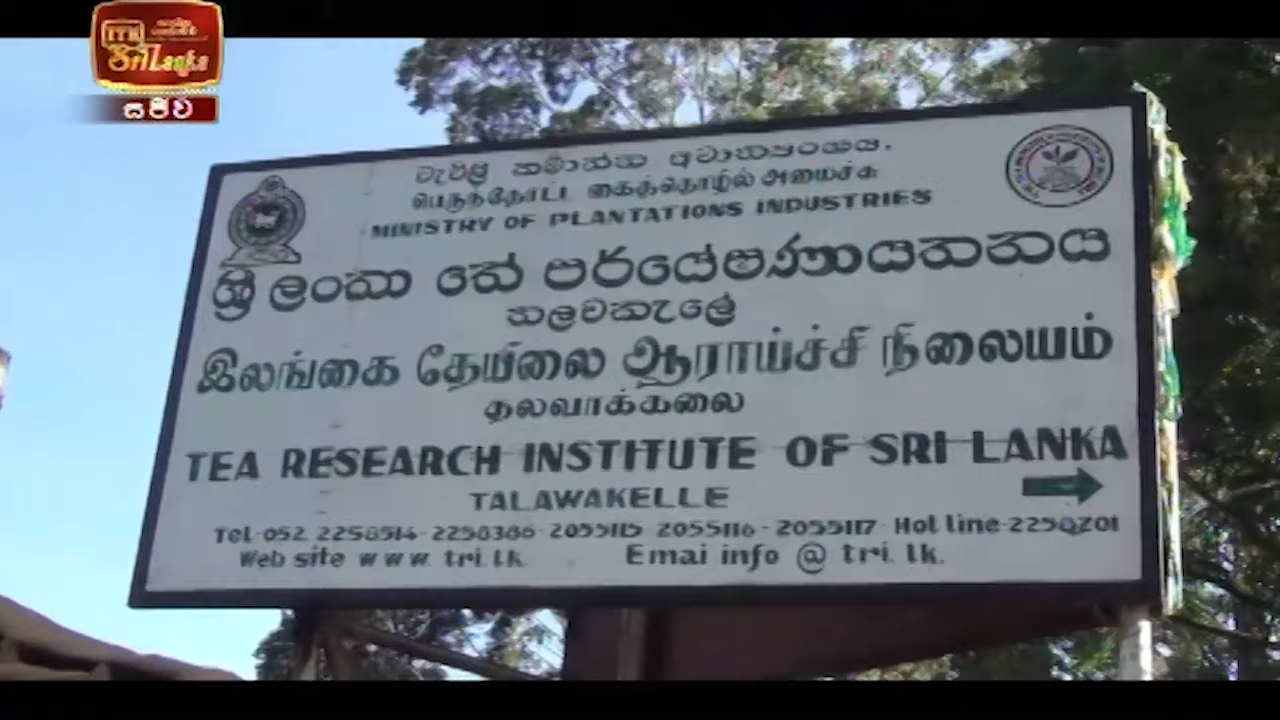 ITN
Sri Lanka
සජීව
වැවිලි කර්මාන්ත අමාත්‍යාංශය.
பெருந்தோட்ட கைத்தொழில் அமைச்சு
MINISTRY OF PLANTATIONS INDUSTRIES
ශ්‍රී ලංකා තේ පර්යේෂණායතනය
තලවකැලේ
இலங்கை தேயிலை ஆராய்ச்சி நிலையம்
தலவாக்கலை
TEA RESEARCH INSTITUTE OF SRI LANKA
TALAWAKELLE
Tel-052 2258514-2258386-2055115 2055116-2055117 Hot line-2258201
Web site www. tri. lk
Emai info @ tri. lk.